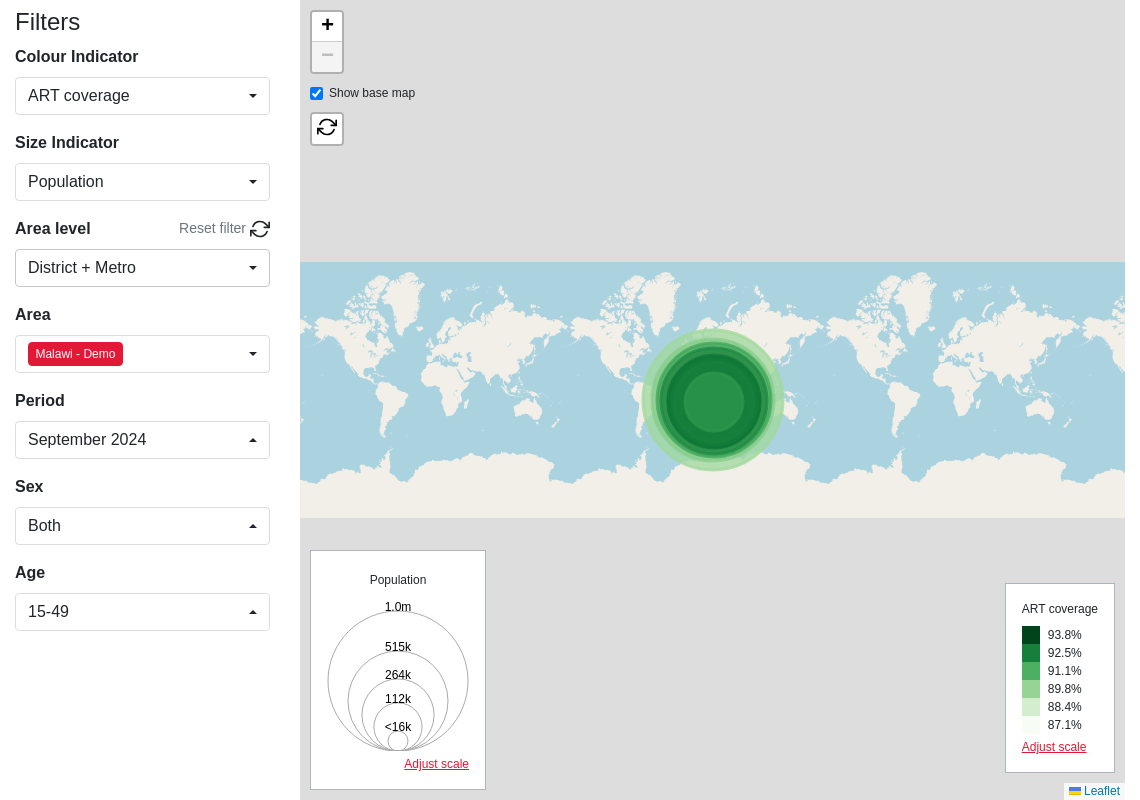 Filters
Colour Indicator
ART coverage
Size Indicator
Population
Area level
Reset filter
District + Metro
Area
Malawi - Demo
Period
September 2024
Sex
Both
Age
15-49
+
−
Show base map
Population
1.0m
515k
264k
112k
<16k
Adjust scale
ART coverage
93.8%
92.5%
91.1%
89.8%
88.4%
87.1%
Adjust scale
Leaflet